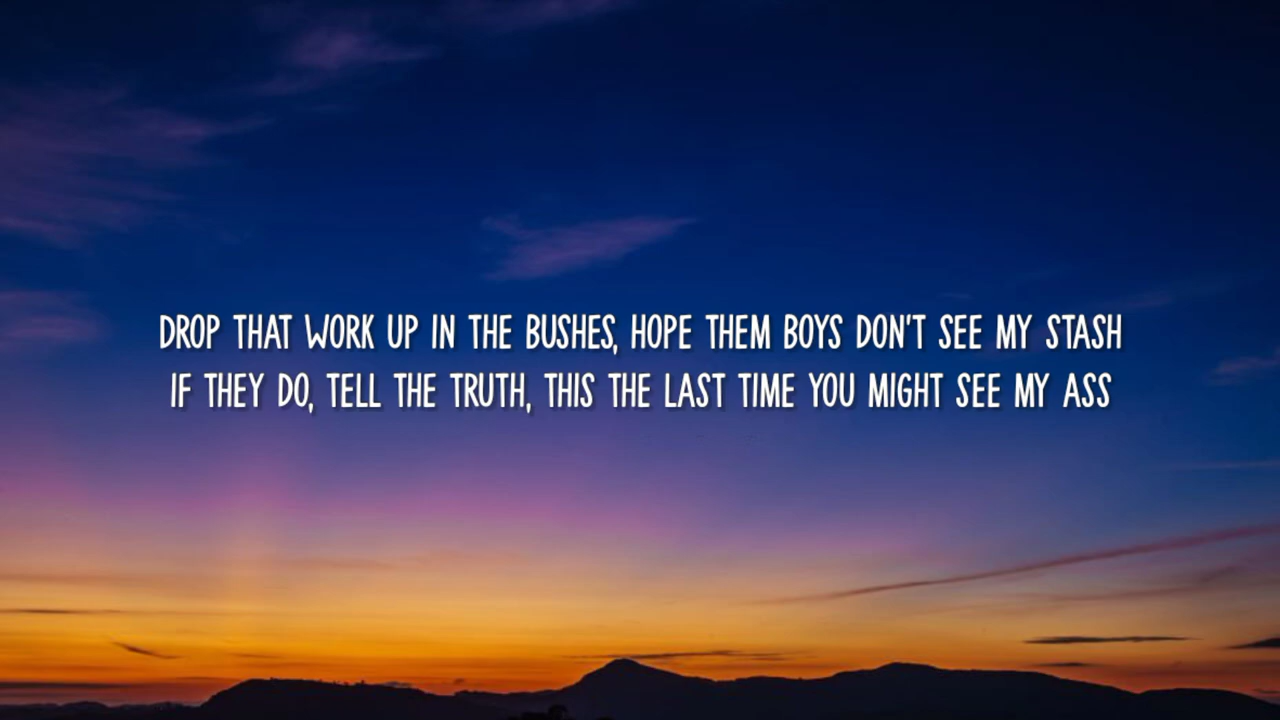 DROP THAT WORK UP IN THE BUSHES, HOPE THEM BOYS DON'T SEE MY STASH
IF THEY DO, TELL THE TRUTH, THIS THE LAST TIME YOU MIGHT SEE MY ASS